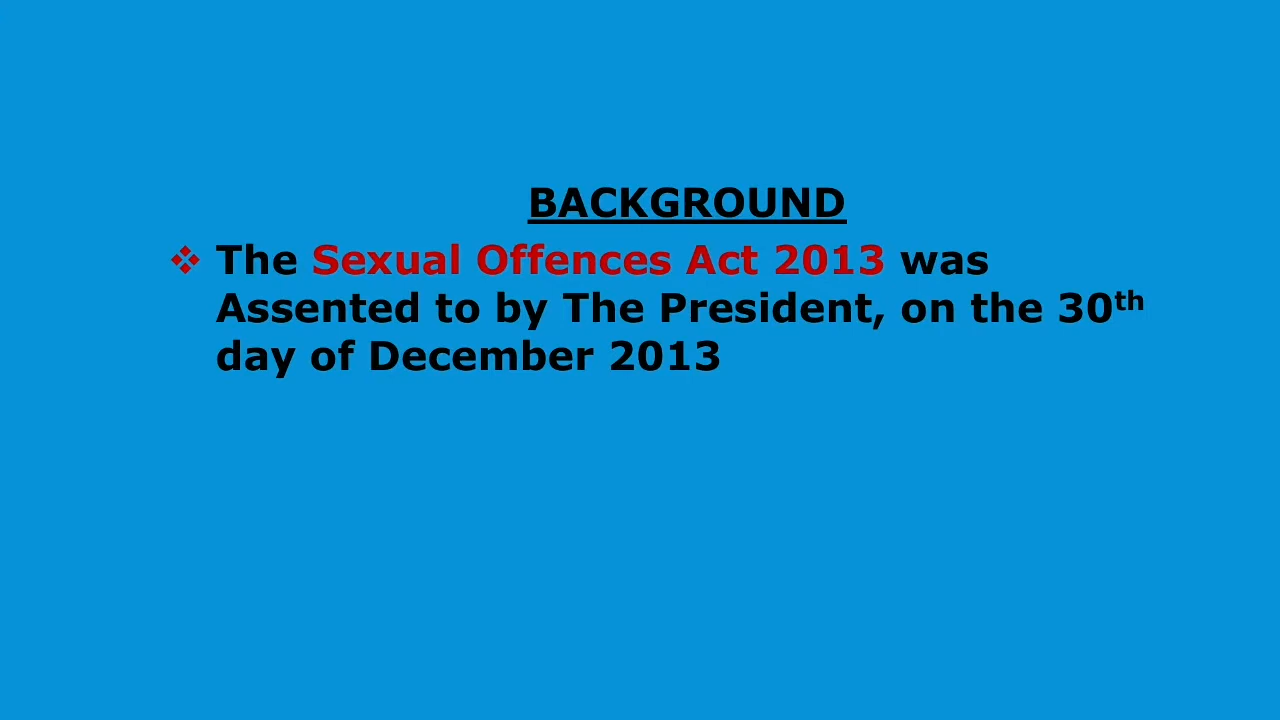 BACKGROUND
❖ The Sexual Offences Act 2013 was
Assented to by The President, on the 30th
day of December 2013